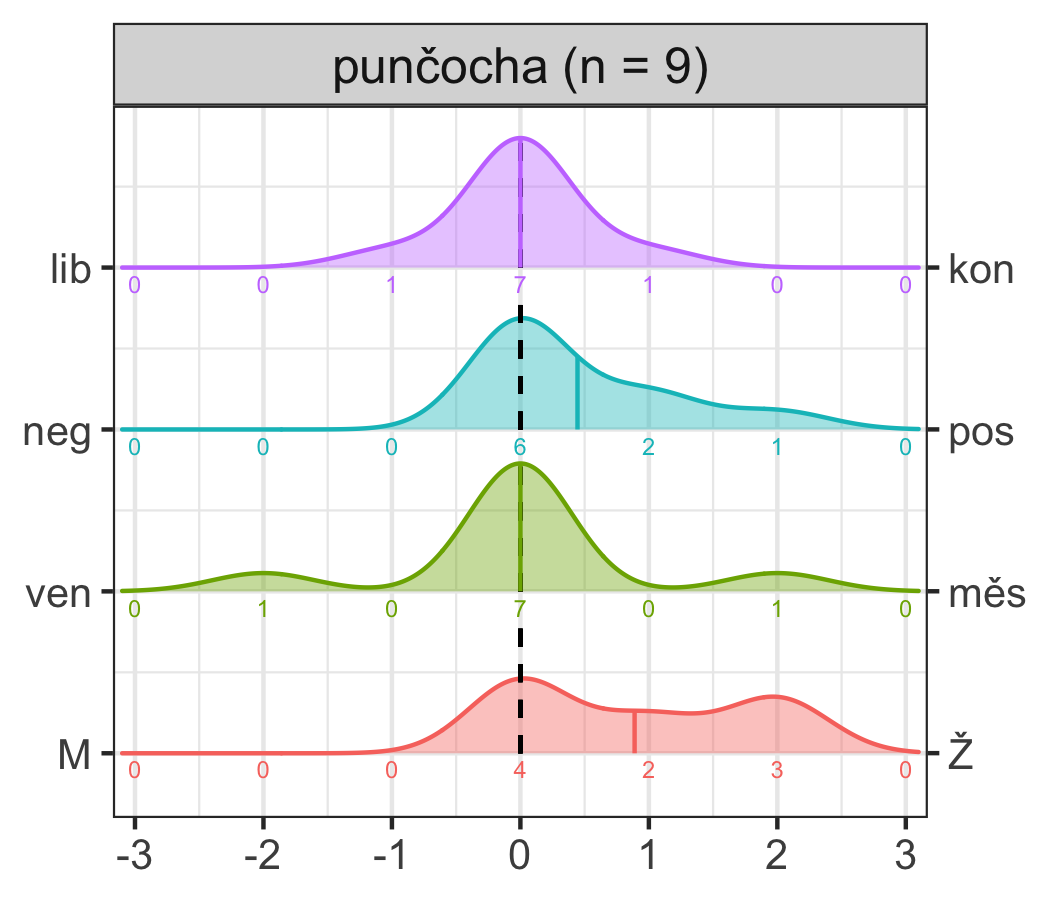 punčocha (n = 9)
lib kon
0 0 1 7 1 0 0
neg pos
0 0 0 6 2 1 0
ven měs
0 1 0 7 0 1 0
M Ž
0 0 0 4 2 3 0
-3 -2 -1 0 1 2 3